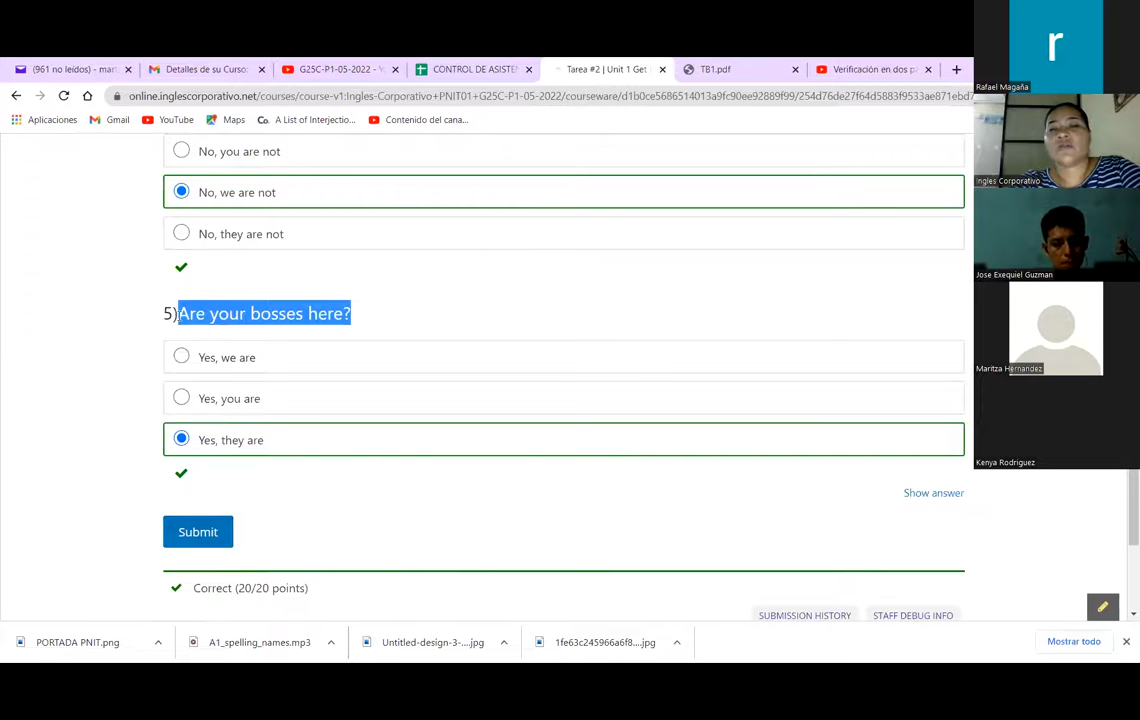 r
Rafael Magaña
(961 no leídos) - mar
Detalles de su Curso:
G25C-P1-05-2022 - Yo
CONTROL DE ASISTE
Tarea #2 | Unit 1 Get
TB1.pdf
Verificación en dos p
online.inglescorporativo.net/courses/course-v1:Ingles-Corporativo+PNIT01+G25C-P1-05-2022/courseware/d1b0ce5686514013a9fc90ee92889f99/254d76de27f64d5883f9533ae871ebd7
Aplicaciones
Gmail
YouTube
Maps
Co.
A List of Interjectio...
Contenido del cana...
No, you are not
No, we are not
No, they are not
Ingles Corporativo
Jose Exequiel Guzman
5)Are your bosses here?
Yes, we are
Yes, you are
Yes, they are
Maritza Hernandez
Kenya Rodriguez
Show answer
Submit
Correct (20/20 points)
SUBMISSION HISTORY
STAFF DEBUG INFO
PORTADA PNIT.png
A1_spelling_names.mp3
Untitled-design-3-....jpg
1fe63c245966a6f8....jpg
Mostrar todo